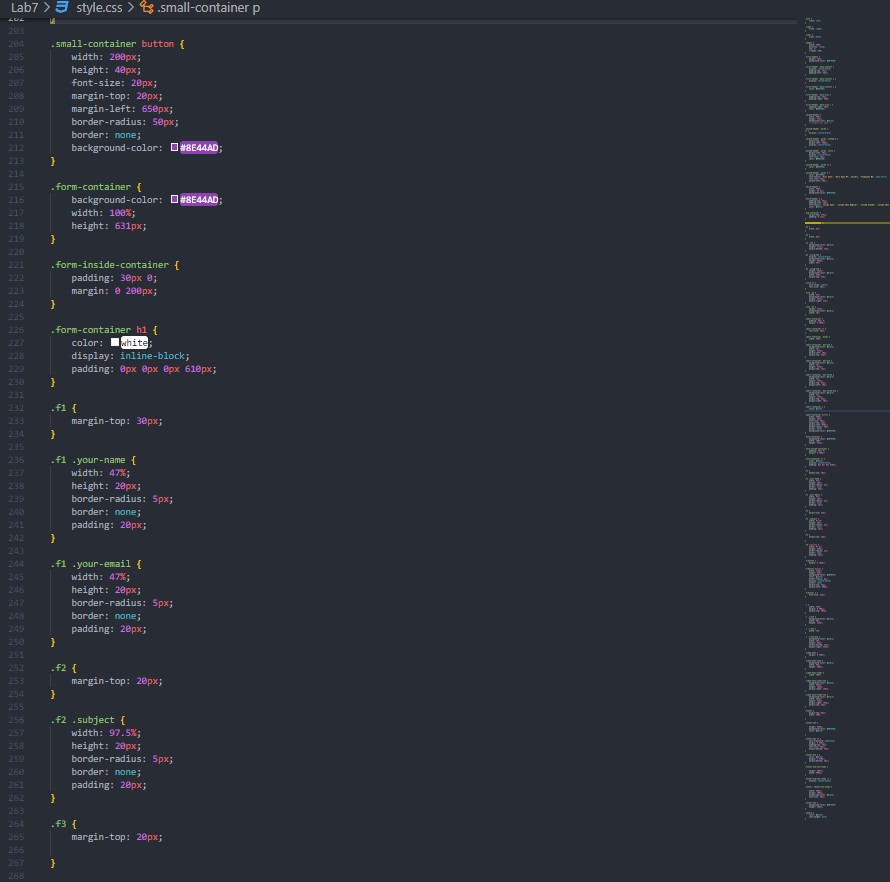 Lab7 > style.css > .small-container p
202 }
203
204 .small-container button {
205 width: 200px;
206 height: 40px;
207 font-size: 20px;
208 margin-top: 20px;
209 margin-left: 650px;
210 border-radius: 50px;
211 border: none;
212 background-color: #8E44AD;
213 }
214
215 .form-container {
216 background-color: #8E44AD;
217 width: 100%;
218 height: 631px;
219 }
220
221 .form-inside-container {
222 padding: 30px 0;
223 margin: 0 200px;
224 }
225
226 .form-container h1 {
227 color: white;
228 display: inline-block;
229 padding: 0px 0px 0px 610px;
230 }
231
232 .f1 {
233 margin-top: 30px;
234 }
235
236 .f1 .your-name {
237 width: 47%;
238 height: 20px;
239 border-radius: 5px;
240 border: none;
241 padding: 20px;
242 }
243
244 .f1 .your-email {
245 width: 47%;
246 height: 20px;
247 border-radius: 5px;
248 border: none;
249 padding: 20px;
250 }
251
252 .f2 {
253 margin-top: 20px;
254 }
255
256 .f2 .subject {
257 width: 97.5%;
258 height: 20px;
259 border-radius: 5px;
260 border: none;
261 padding: 20px;
262 }
263
264 .f3 {
265 margin-top: 20px;
266
267 }
268